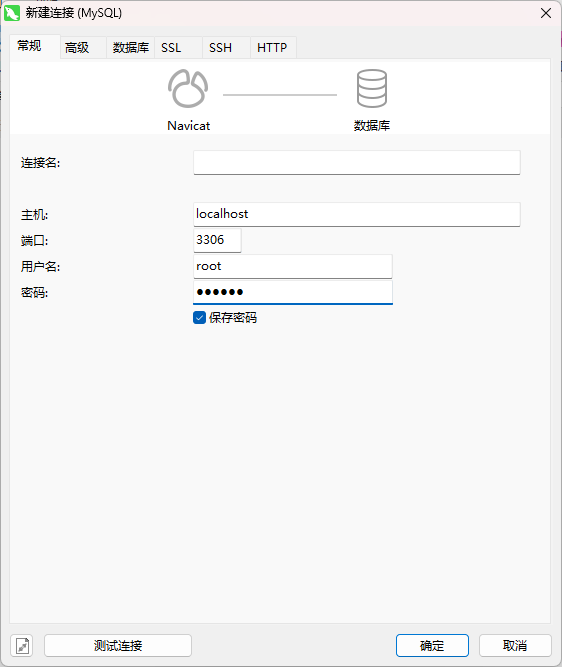 新建连接 (MySQL)
常规 高级 数据库 SSL SSH HTTP
Navicat 数据库
连接名:
主机: localhost
端口: 3306
用户名: root
密码: ●●●●●●
保存密码
测试连接 确定 取消